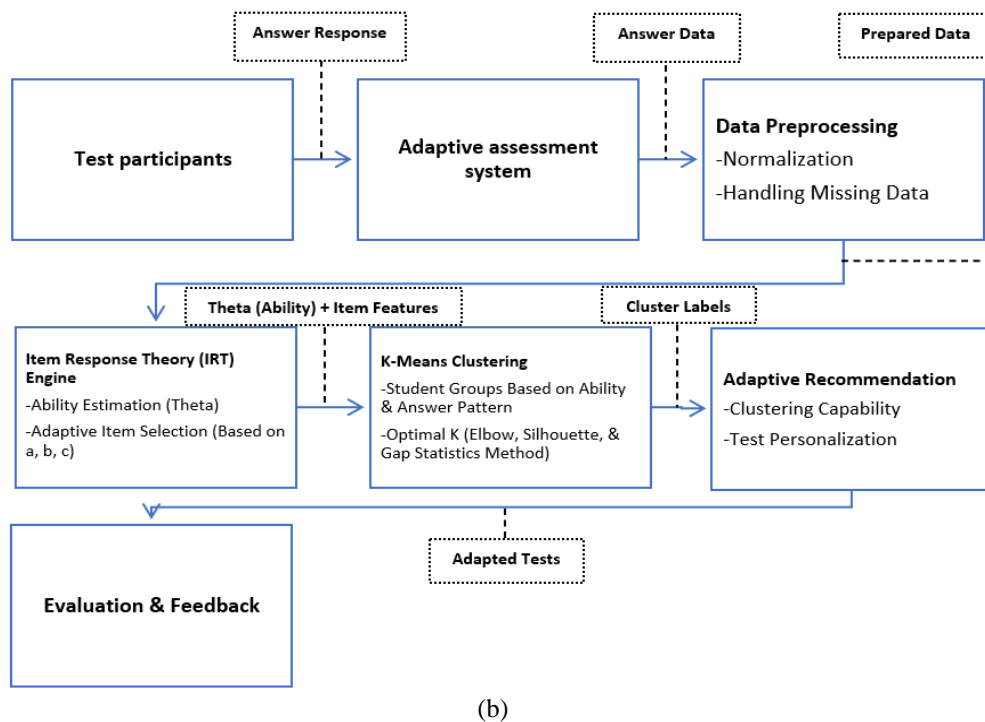 Answer Response
Answer Data
Prepared Data
Test participants
Adaptive assessment
system
Data Preprocessing
-Normalization
-Handling Missing Data
Theta (Ability) + Item Features
Cluster Labels
Item Response Theory (IRT)
Engine
-Ability Estimation (Theta)
-Adaptive Item Selection (Based on
a, b, c)
K-Means Clustering
-Student Groups Based on Ability
& Answer Pattern
-Optimal K (Elbow, Silhouette, &
Gap Statistics Method)
Adaptive Recommendation
-Clustering Capability
-Test Personalization
Adapted Tests
Evaluation & Feedback
(b)